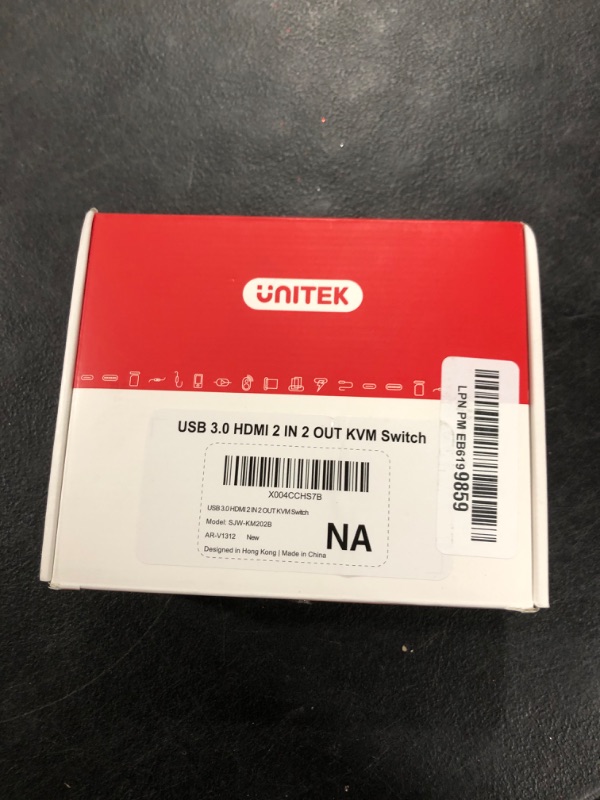 UNITEK
USB 3.0 HDMI 2 IN 2 OUT KVM Switch
X004CCHS7B
USB 3.0 HDMI 2 IN 2 OUT KVM Switch
Model: SJW-KM202B
AR-V1312 New
NA
Designed in Hong Kong | Made in China
LPN PM EB6199859